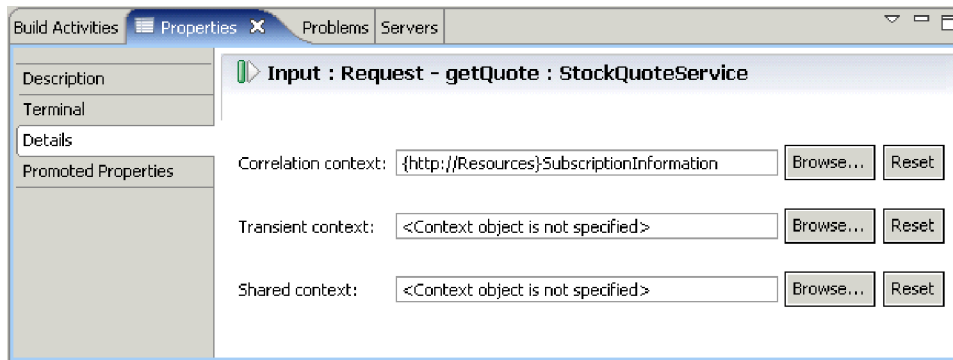 Build Activities Properties Problems Servers
Description
Terminal
Details
Promoted Properties
Input : Request - getQuote : StockQuoteService
Correlation context: {http://Resources}SubscriptionInformation Browse... Reset
Transient context: <Context object is not specified> Browse... Reset
Shared context: <Context object is not specified> Browse... Reset